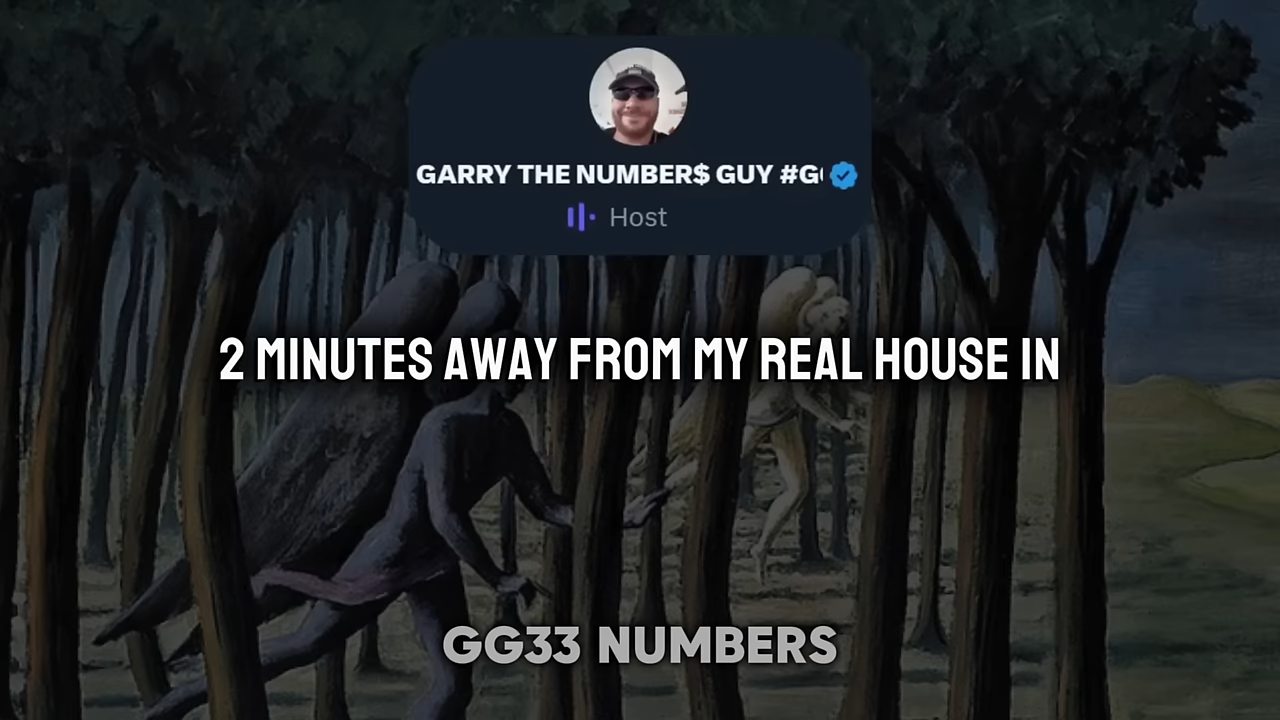 GARRY THE NUMBER$ GUY #G
Host
2 MINUTES AWAY FROM MY REAL HOUSE IN
GG33 NUMBERS